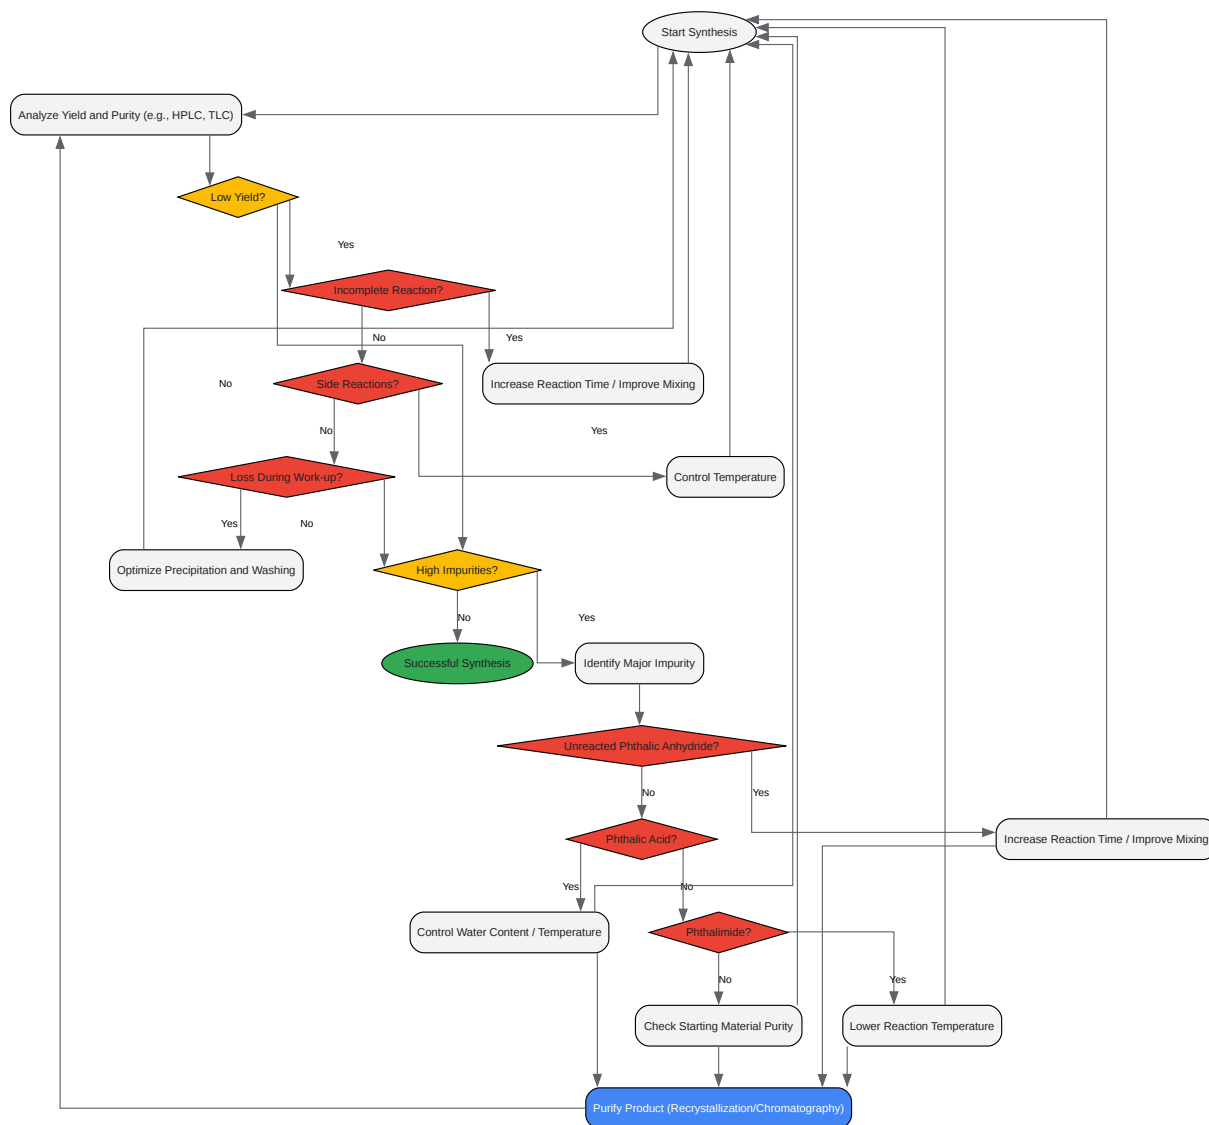 Start Synthesis
Analyze Yield and Purity (e.g., HPLC, TLC)
Low Yield?
Yes
Incomplete Reaction?
No
Yes
No
Side Reactions?
Increase Reaction Time / Improve Mixing
No
Yes
Loss During Work-up?
Control Temperature
Yes
No
Optimize Precipitation and Washing
High Impurities?
No
Yes
Successful Synthesis
Identify Major Impurity
Unreacted Phthalic Anhydride?
No
Yes
Phthalic Acid?
Increase Reaction Time / Improve Mixing
Yes
No
Control Water Content / Temperature
Phthalimide?
No
Yes
Check Starting Material Purity
Lower Reaction Temperature
Purify Product (Recrystallization/Chromatography)